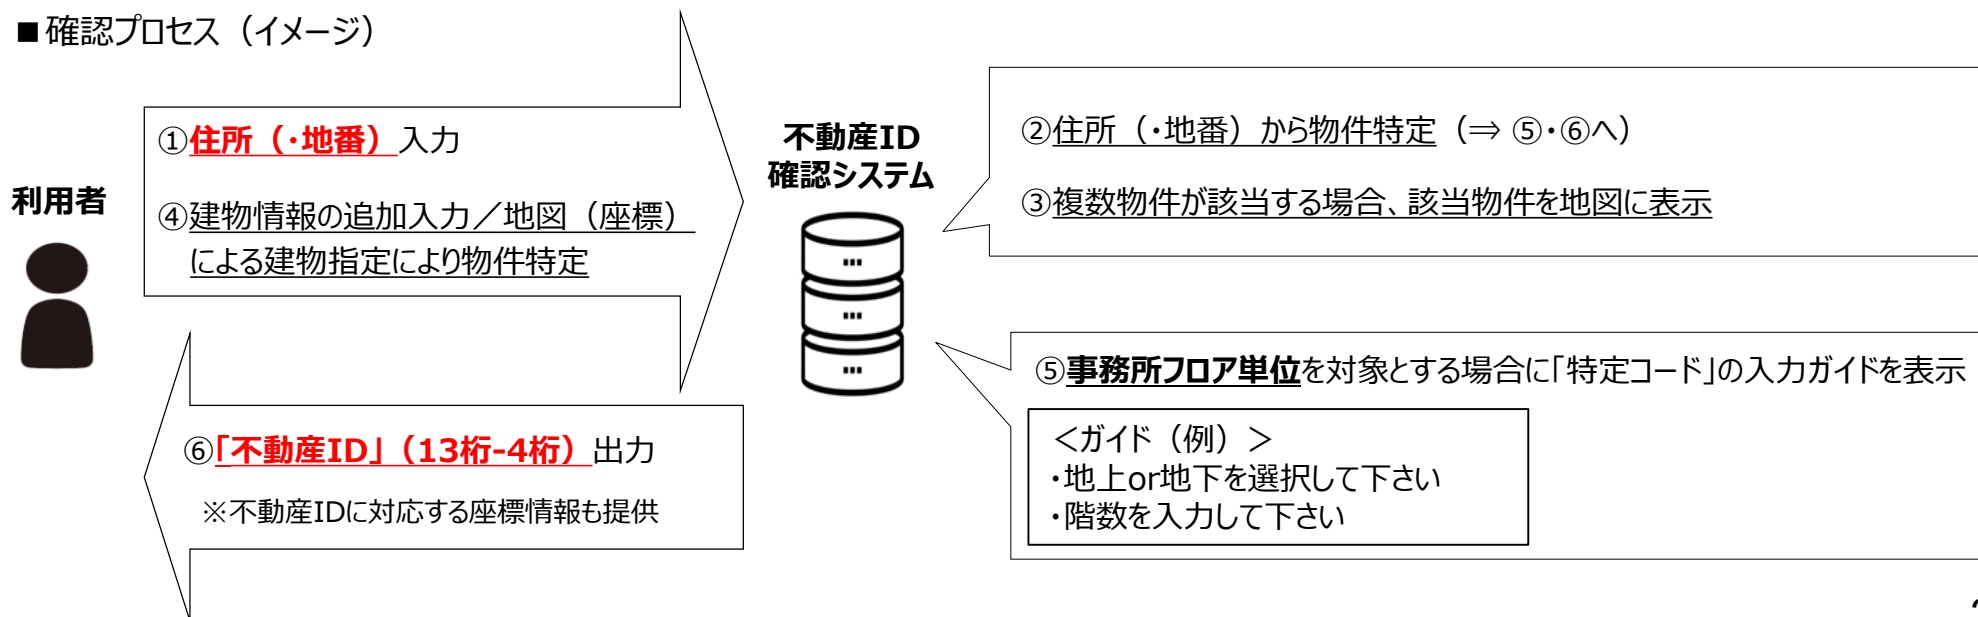 ■確認プロセス（イメージ）
利用者
①住所（・地番）入力
④建物情報の追加入力／地図（座標）
による建物指定により物件特定
不動産ID
確認システム
②住所（・地番）から物件特定（⇒ ⑤・⑥へ）
③複数物件が該当する場合、該当物件を地図に表示
⑤事務所フロア単位を対象とする場合に「特定コード」の入力ガイドを表示
＜ガイド（例）＞
・地上or地下を選択して下さい
・階数を入力して下さい
⑥「不動産ID」（13桁-4桁）出力
※不動産IDに対応する座標情報も提供